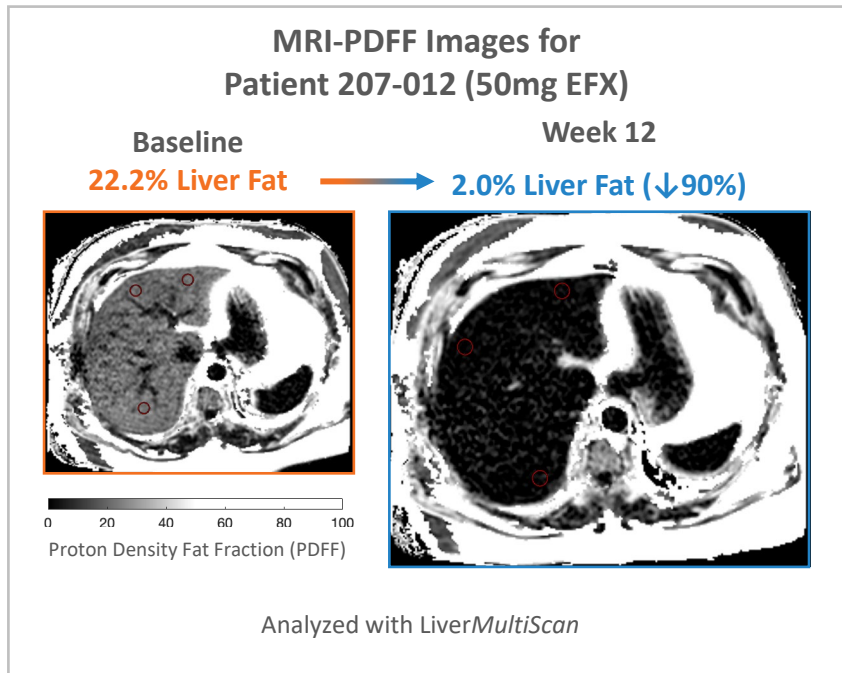 MRI-PDFF Images for
Patient 207-012 (50mg EFX)
Baseline
22.2% Liver Fat
Week 12
2.0% Liver Fat (↓90%)
0 20 40 60 80 100
Proton Density Fat Fraction (PDFF)
Analyzed with LiverMultiScan